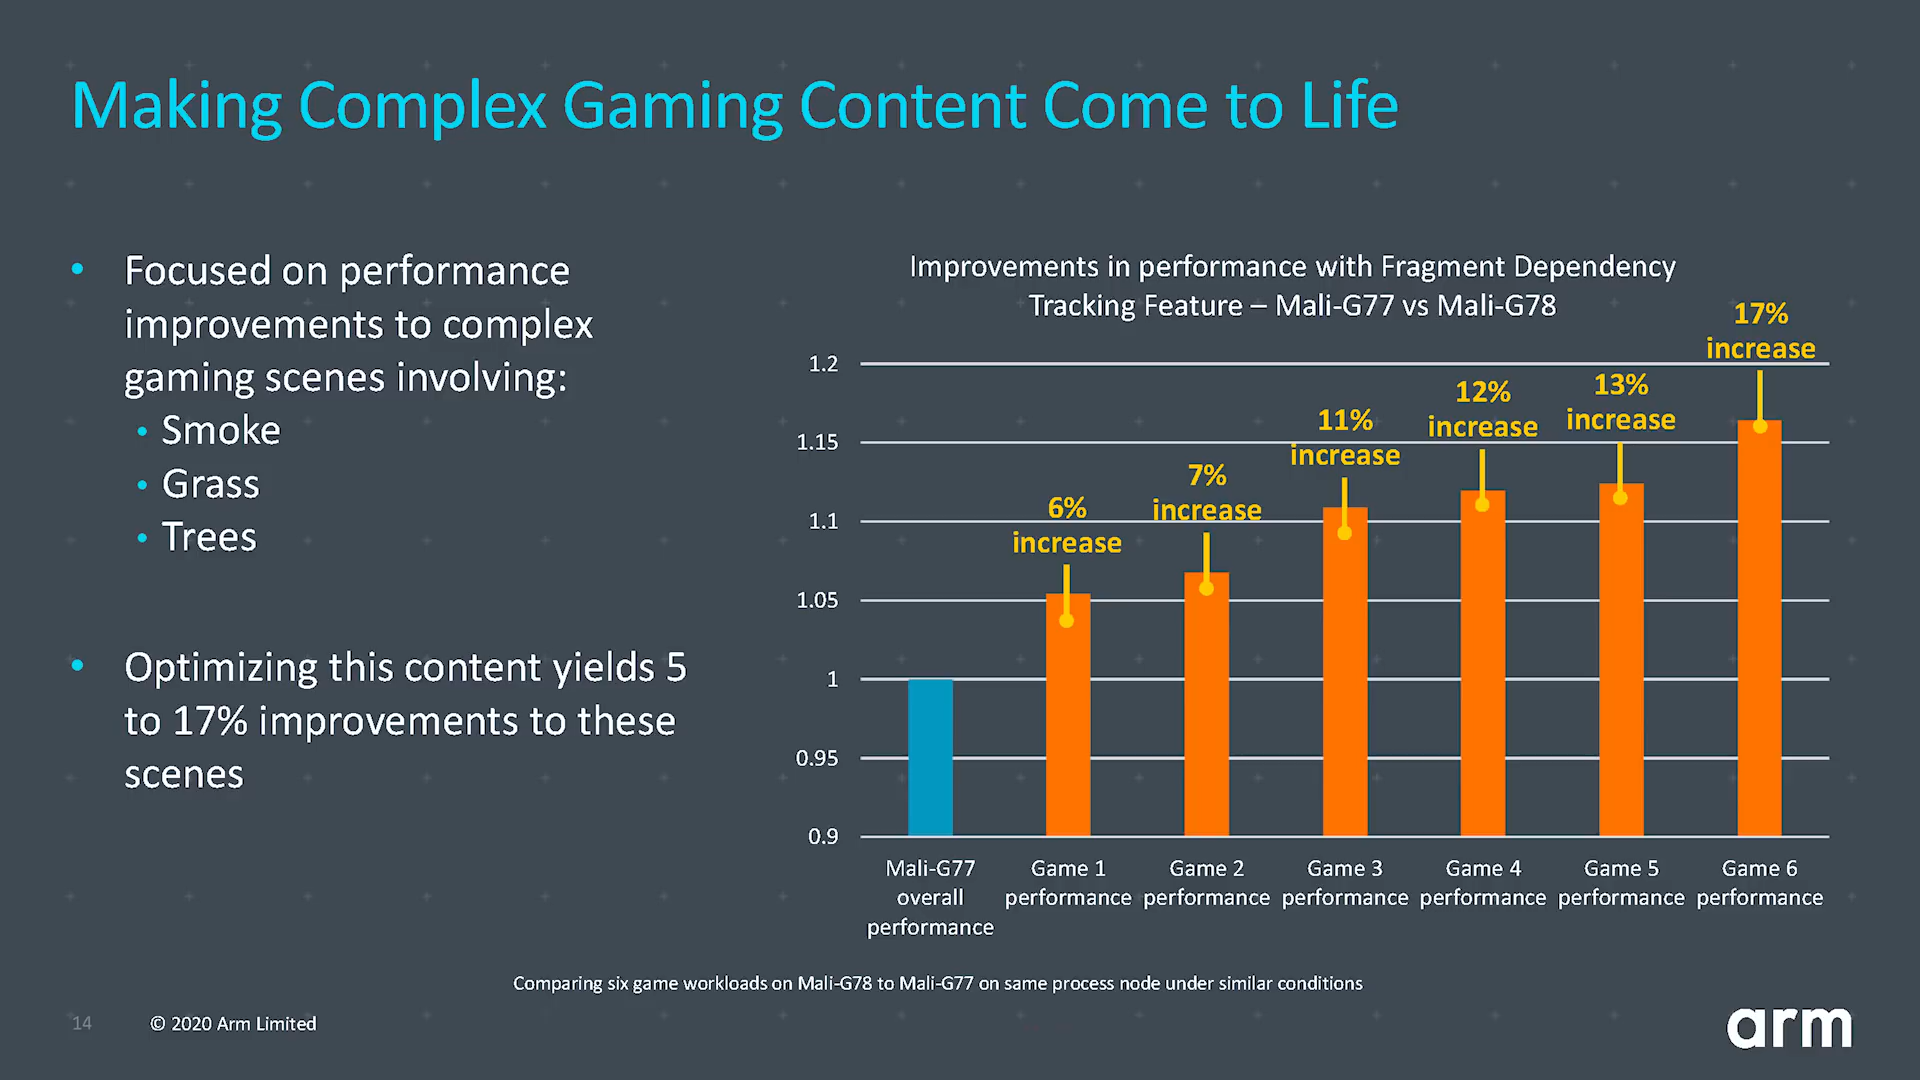 Making Complex Gaming Content Come to Life
• Focused on performance
improvements to complex
gaming scenes involving:
• Smoke
• Grass
• Trees
• Optimizing this content yields 5
to 17% improvements to these
scenes
Improvements in performance with Fragment Dependency
Tracking Feature – Mali-G77 vs Mali-G78
1.2
1.15
1.1
1.05
1
0.95
0.9
6%
increase
7%
increase
11%
increase
12%
increase
13%
increase
17%
increase
Mali-G77
overall
performance
Game 1
performance
Game 2
performance
Game 3
performance
Game 4
performance
Game 5
performance
Game 6
performance
Comparing six game workloads on Mali-G78 to Mali-G77 on same process node under similar conditions
14
© 2020 Arm Limited
arm